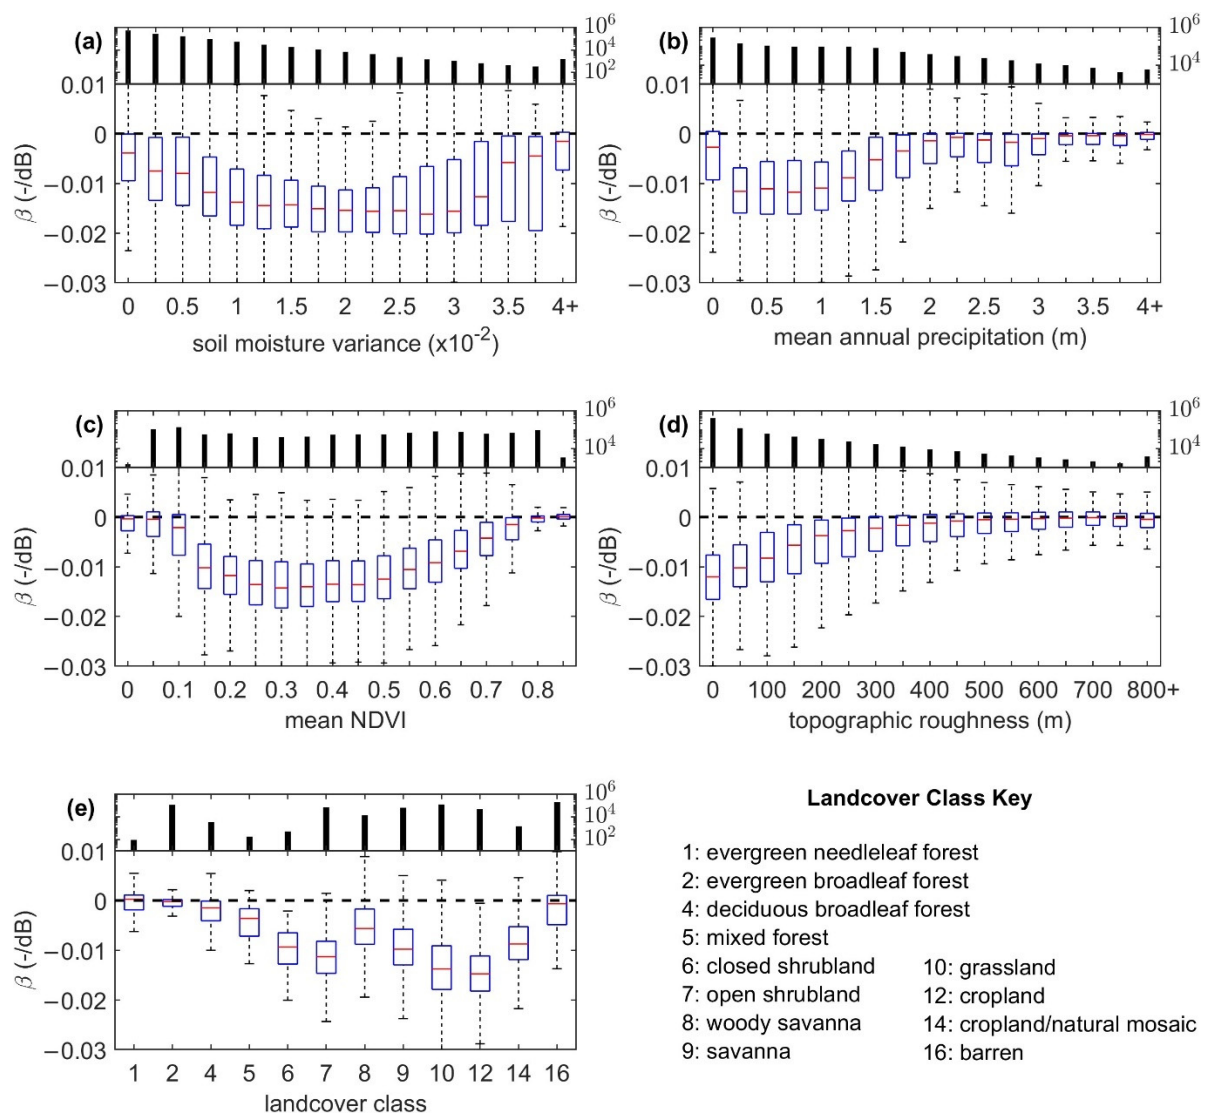 (a)
10^6
10^4
10^2
0.01
0
−0.01
−0.02
−0.03
β (-/dB)
0 0.5 1 1.5 2 2.5 3 3.5 4+
soil moisture variance (x10^-2)
(b)
10^6
10^4
0.01
0
−0.01
−0.02
−0.03
β (-/dB)
0 0.5 1 1.5 2 2.5 3 3.5 4+
mean annual precipitation (m)
(c)
10^6
10^4
0.01
0
−0.01
−0.02
−0.03
β (-/dB)
0 0.1 0.2 0.3 0.4 0.5 0.6 0.7 0.8
mean NDVI
(d)
10^6
10^4
0.01
0
−0.01
−0.02
−0.03
β (-/dB)
0 100 200 300 400 500 600 700 800+
topographic roughness (m)
(e)
10^6
10^4
10^2
0.01
0
−0.01
−0.02
−0.03
β (-/dB)
1 2 4 5 6 7 8 9 10 12 14 16
landcover class
Landcover Class Key
1: evergreen needleleaf forest
2: evergreen broadleaf forest
4: deciduous broadleaf forest
5: mixed forest
6: closed shrubland
7: open shrubland
8: woody savanna
9: savanna
10: grassland
12: cropland
14: cropland/natural mosaic
16: barren